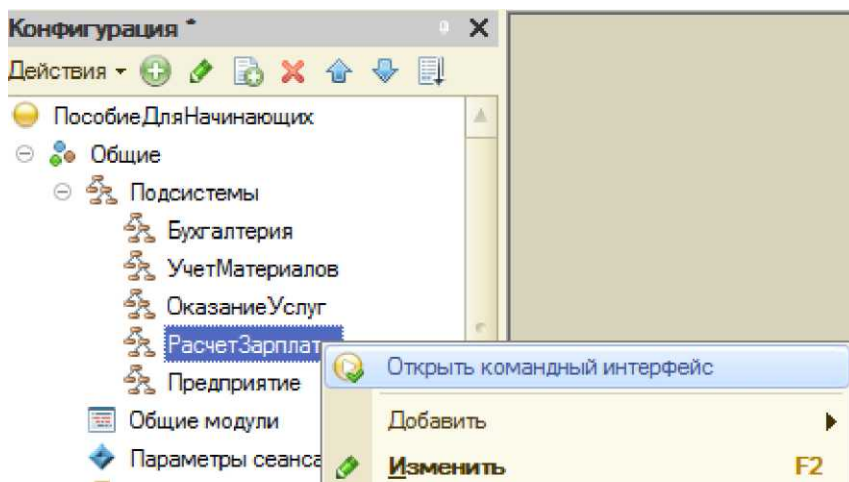 Конфигурация *
Действия
ПособиеДляНачинающих
Общие
Подсистемы
Бухгалтерия
УчетМатериалов
ОказаниеУслуг
РасчетЗарплат
Открыть командный интерфейс
Предприятие
Общие модули
Добавить
Параметры сеанса
Изменить F2